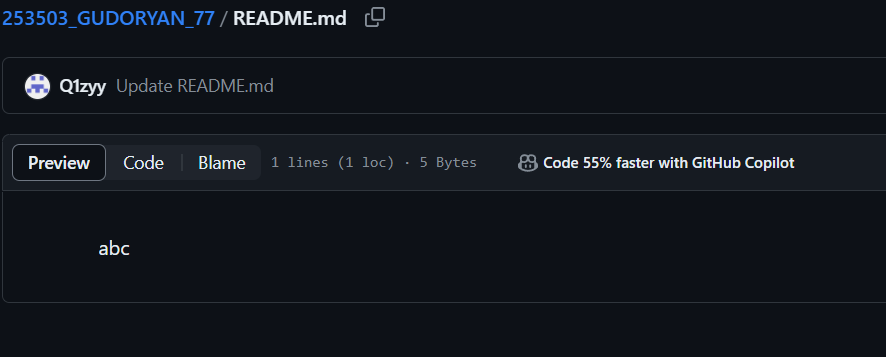 253503_GUDORYAN_77 / README.md
Q1zyy Update README.md
Preview Code Blame 1 lines (1 loc) · 5 Bytes Code 55% faster with GitHub Copilot
abc